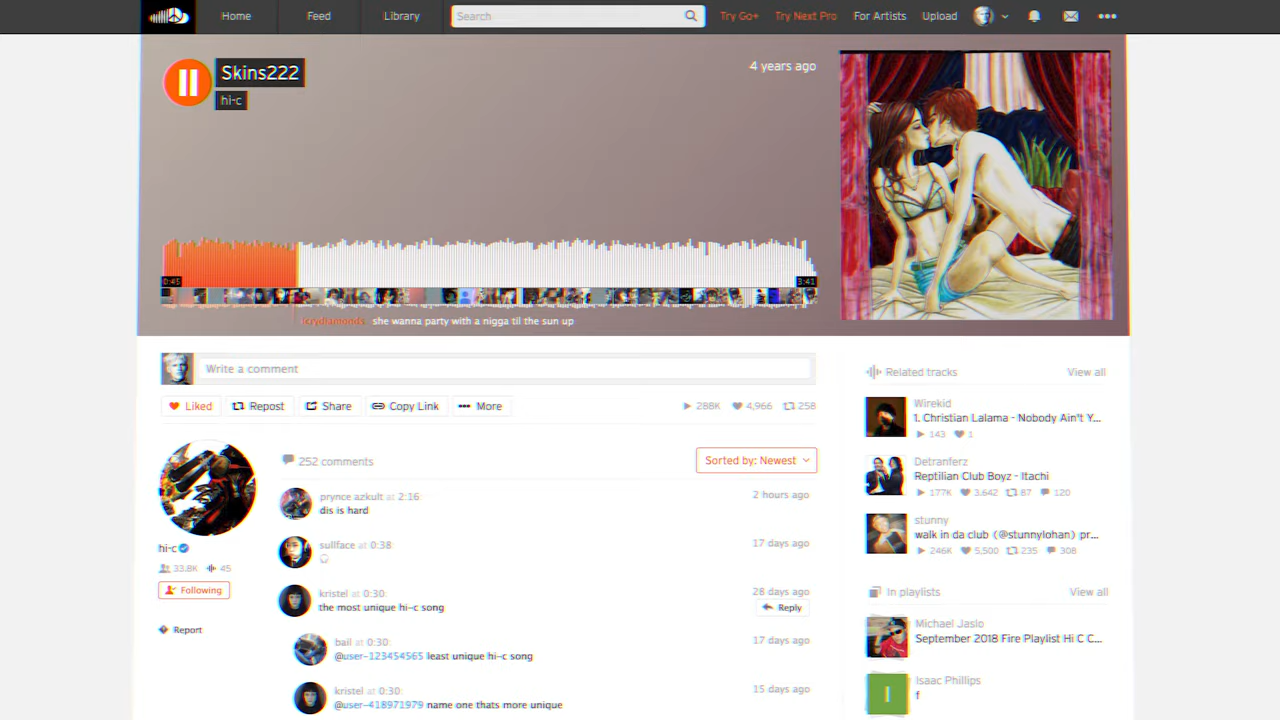 Home
Feed
Library
Search
Try Go+
Try Next Pro
For Artists
Upload
Skins222
hi-c
4 years ago
0:45
3:41
she wanna party with a nigga til the sun up
Write a comment
Liked
Repost
Share
Copy Link
More
288K
4,966
258
252 comments
Sorted by: Newest
prynce azkult at 2:16:
2 hours ago
dis is hard
sullface at 0:38:
17 days ago
kristel at 0:30:
28 days ago
the most unique hi-c song
Reply
bail at 0:30:
17 days ago
@user-123454565 least unique hi-c song
kristel at 0:30:
15 days ago
@user-418971979 name one thats more unique
hi-c
33.8K
45
Following
Report
Related tracks
View all
Wirekid
1. Christian Lalama - Nobody Ain't Y...
143
1
Detranferz
Reptilian Club Boyz - Itachi
177K
3,642
87
120
stunny
walk in da club (@stunnylohan) pr...
246K
5,500
235
308
In playlists
View all
Michael Jaslo
September 2018 Fire Playlist Hi C C...
I
Isaac Phillips
f